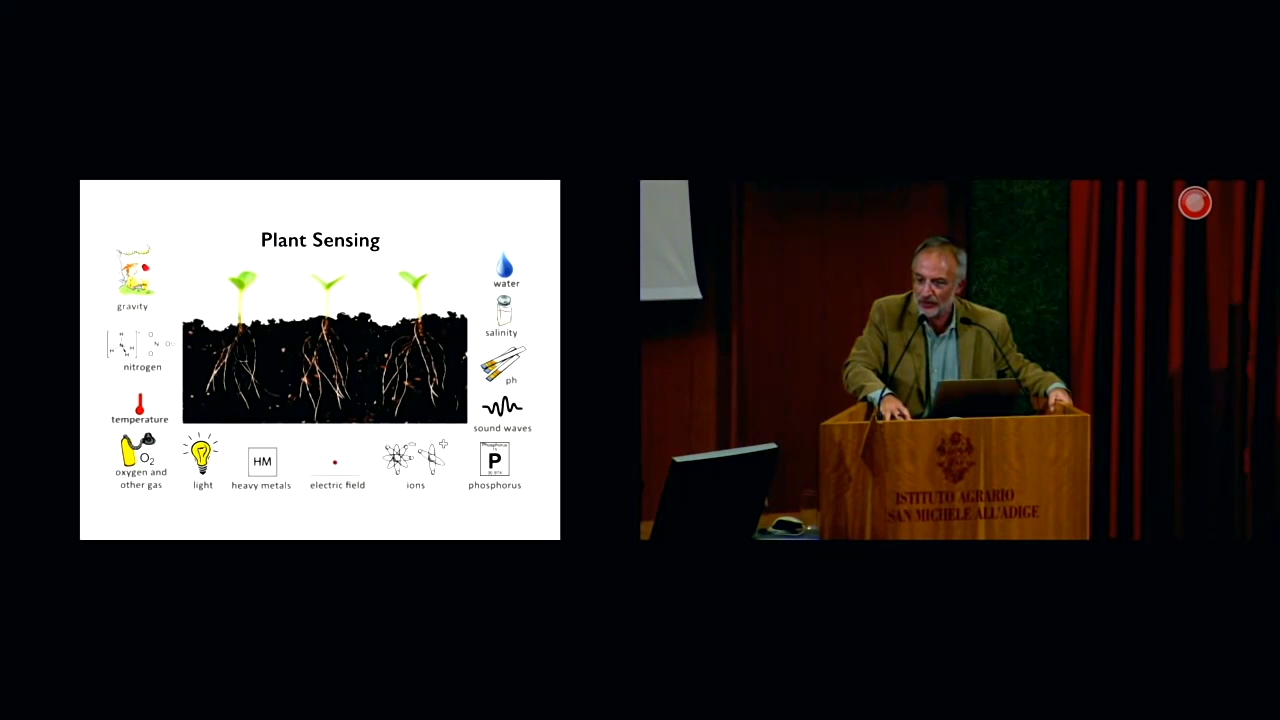 Plant Sensing
gravity
nitrogen
temperature
O2
oxygen and
other gas
light
HM
heavy metals
electric field
ions
Phosphorus
P
phosphorus
water
salinity
ph
sound waves
ISTITUTO AGRARIO
SAN MICHELE ALL'ADIGE